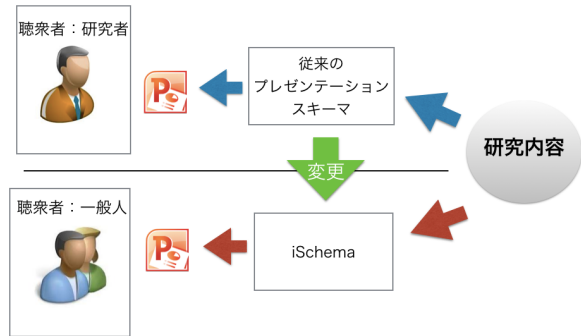 聴衆者：研究者
従来の
プレゼンテーション
スキーマ
研究内容
変更
聴衆者：一般人
iSchema
P
P